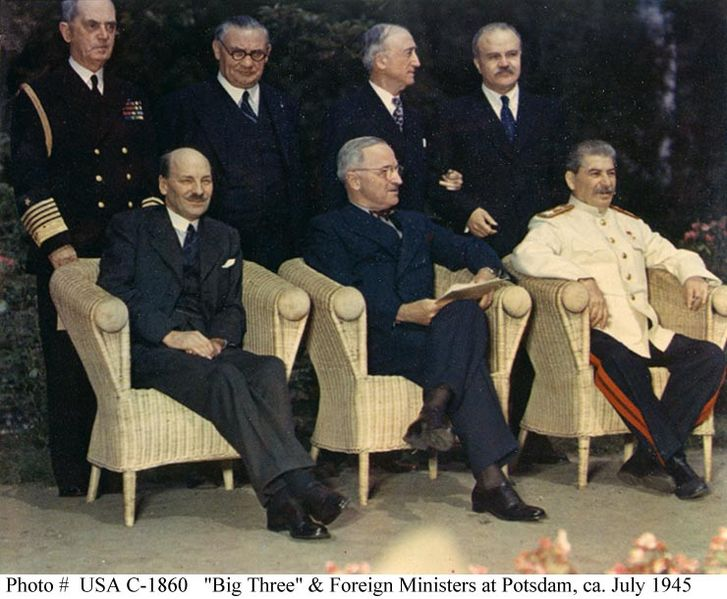 Photo #  USA C-1860   "Big Three" & Foreign Ministers at Potsdam, ca. July 1945